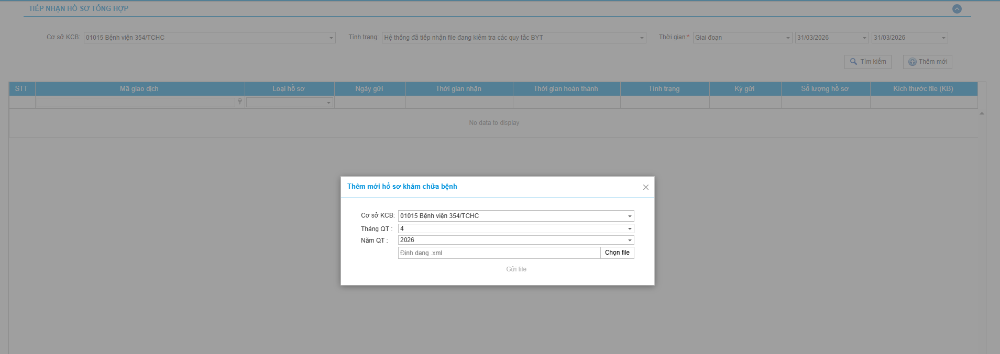 TIẾP NHẬN HỒ SƠ TỔNG HỢP
Cơ sở KCB: 01015 Bệnh viện 354/TCHC Tình trạng: Hệ thống đã tiếp nhận file đang kiểm tra các quy tắc BYT Thời gian:* Giai đoạn 31/03/2026 31/03/2026
Tìm kiếm Thêm mới
STT Mã giao dịch Loại hồ sơ Ngày gửi Thời gian nhận Thời gian hoàn thành Tình trạng Kỳ gửi Số lượng hồ sơ Kích thước file (KB)
No data to display
Thêm mới hồ sơ khám chữa bệnh
Cơ sở KCB: 01015 Bệnh viện 354/TCHC
Tháng QT : 4
Năm QT : 2026
Định dạng .xml Chọn file
Gửi file